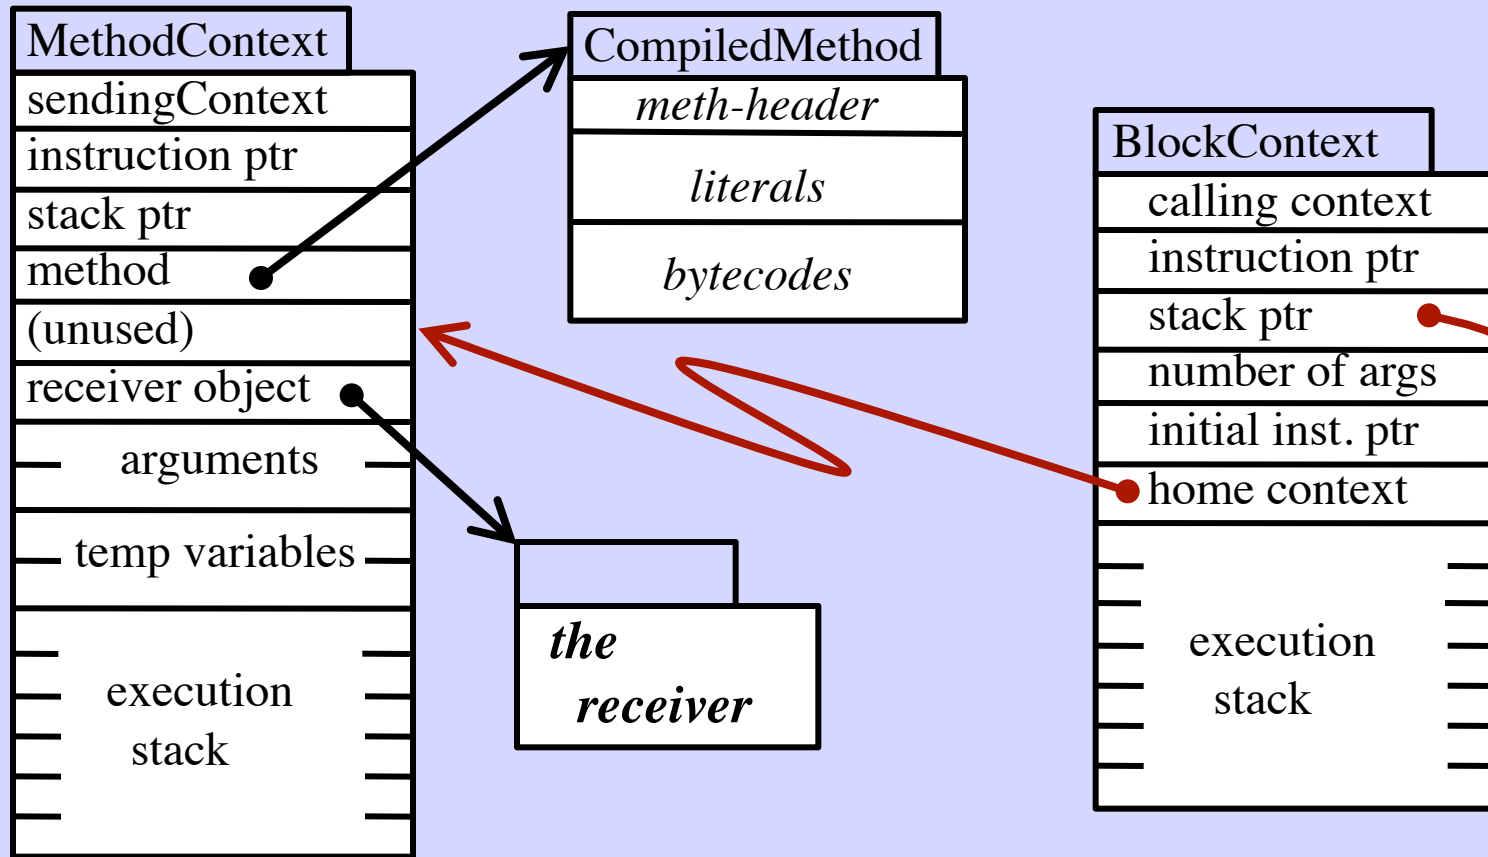 MethodContext
sendingContext
instruction ptr
stack ptr
method
(unused)
receiver object
arguments
temp variables
execution
stack
CompiledMethod
meth-header
literals
bytecodes
the
receiver
BlockContext
calling context
instruction ptr
stack ptr
number of args
initial inst. ptr
home context
execution
stack